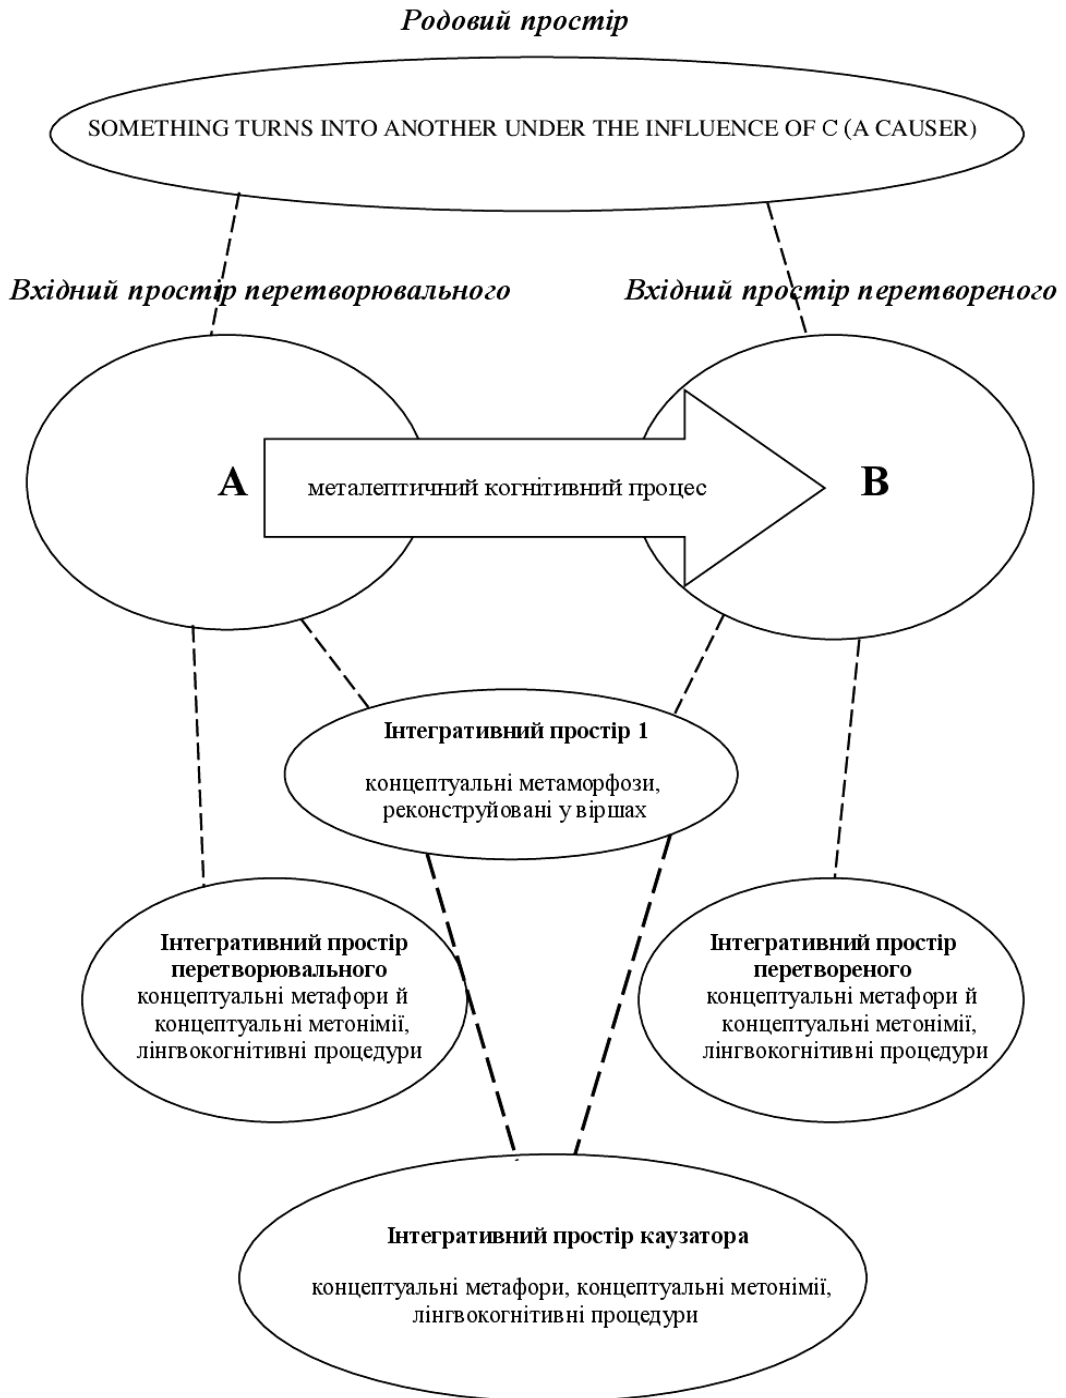 Родовий простір
SOMETHING TURNS INTO ANOTHER UNDER THE INFLUENCE OF C (A CAUSER)
Вхідний простір перетворювального
Вхідний простір перетвореного
A
металептичний когнітивний процес
B
Інтегративний простір 1
концептуальні метаморфози,
реконструйовані у віршах
Інтегративний простір
перетворювального
концептуальні метафори й
концептуальні метонімії,
лінгвокогнітивні процедури
Інтегративний простір
перетвореного
концептуальні метафори й
концептуальні метонімії,
лінгвокогнітивні процедури
Інтегративний простір каузатора
концептуальні метафори, концептуальні метонімії,
лінгвокогнітивні процедури